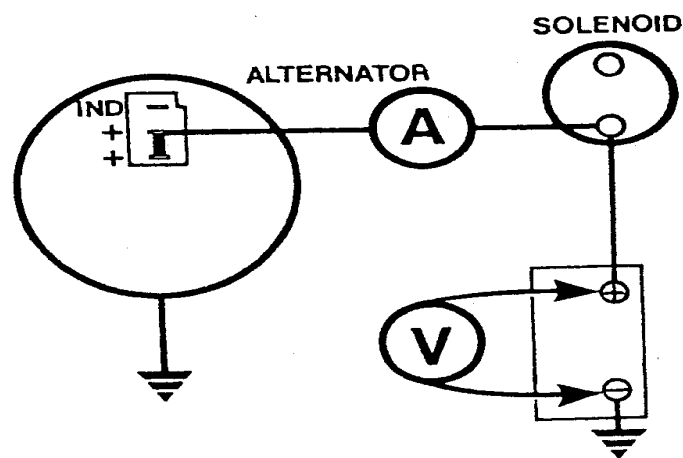 SOLENOID
ALTERNATOR
IND –
+
+
A
V
+
−